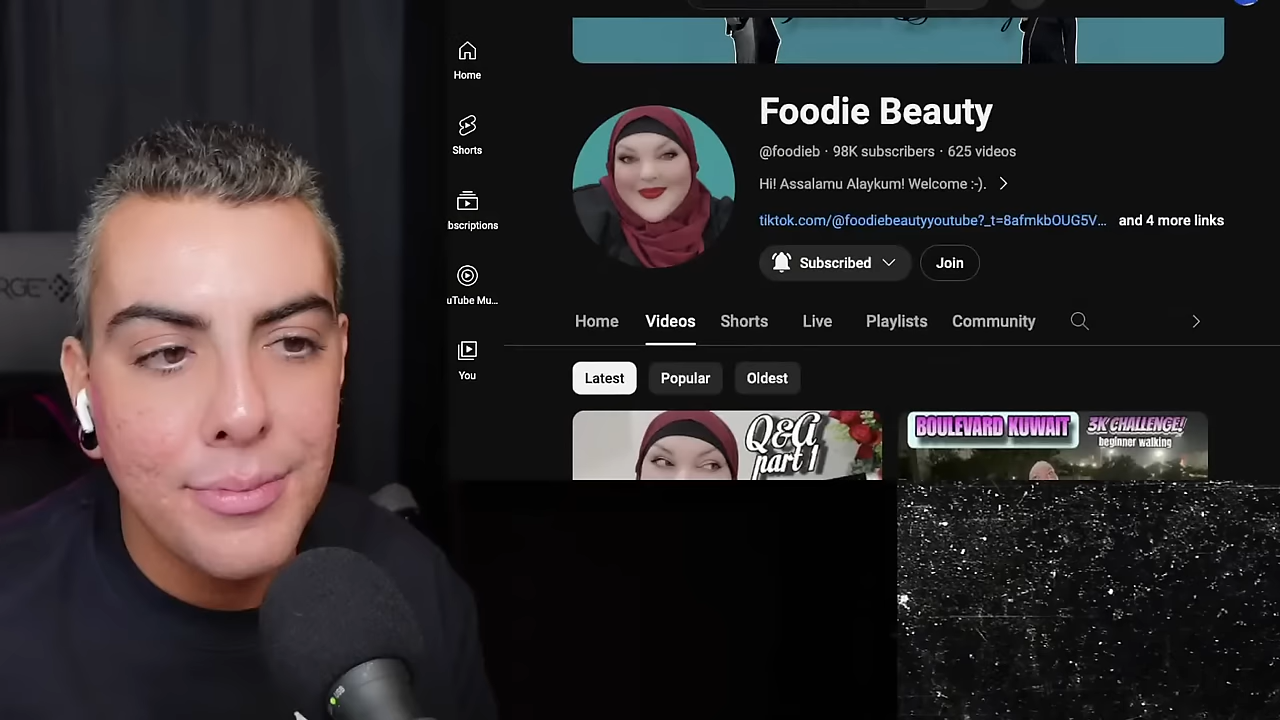 RGE
Home
Shorts
bscriptions
uTube Mu...
You
Foodie Beauty
@foodieb · 98K subscribers · 625 videos
Hi! Assalamu Alaykum! Welcome :-).
tiktok.com/@foodiebeautyyoutube?_t=8afmkbOUG5V... and 4 more links
Subscribed Join
Home Videos Shorts Live Playlists Community
Latest Popular Oldest
Q&A
part 1
BOULEVARD KUWAIT
3K CHALLENGE!
beginner walking